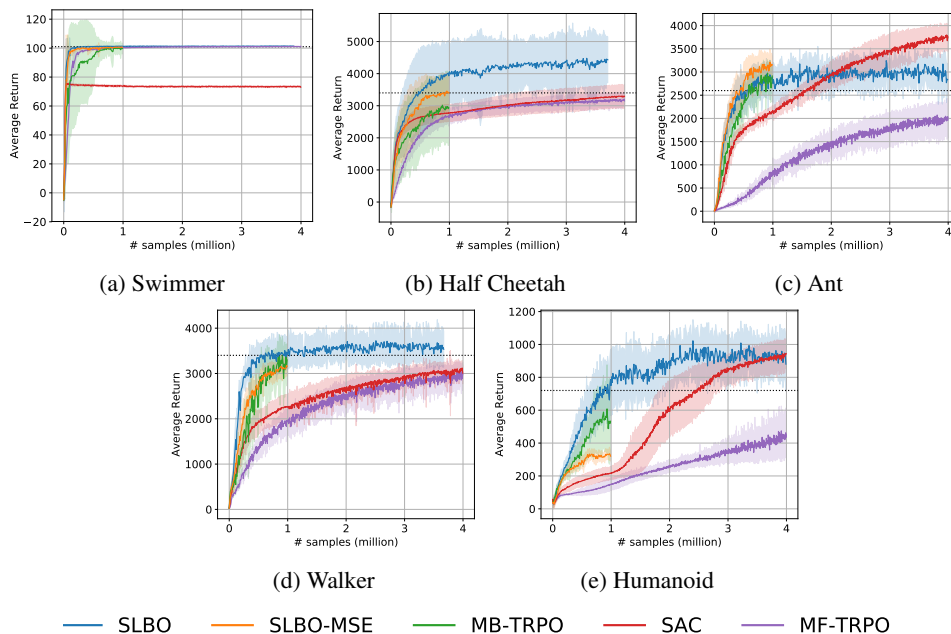 120
100
80
60
40
20
0
−20
Average Return
0 1 2 3 4
# samples (million)
(a) Swimmer
5000
4000
3000
2000
1000
0
Average Return
0 1 2 3 4
# samples (million)
(b) Half Cheetah
4000
3500
3000
2500
2000
1500
1000
500
0
Average Return
0 1 2 3 4
# samples (million)
(c) Ant
4000
3000
2000
1000
0
Average Return
0 1 2 3 4
# samples (million)
(d) Walker
1200
1000
800
600
400
200
0
Average Return
0 1 2 3 4
# samples (million)
(e) Humanoid
SLBO SLBO-MSE MB-TRPO SAC MF-TRPO